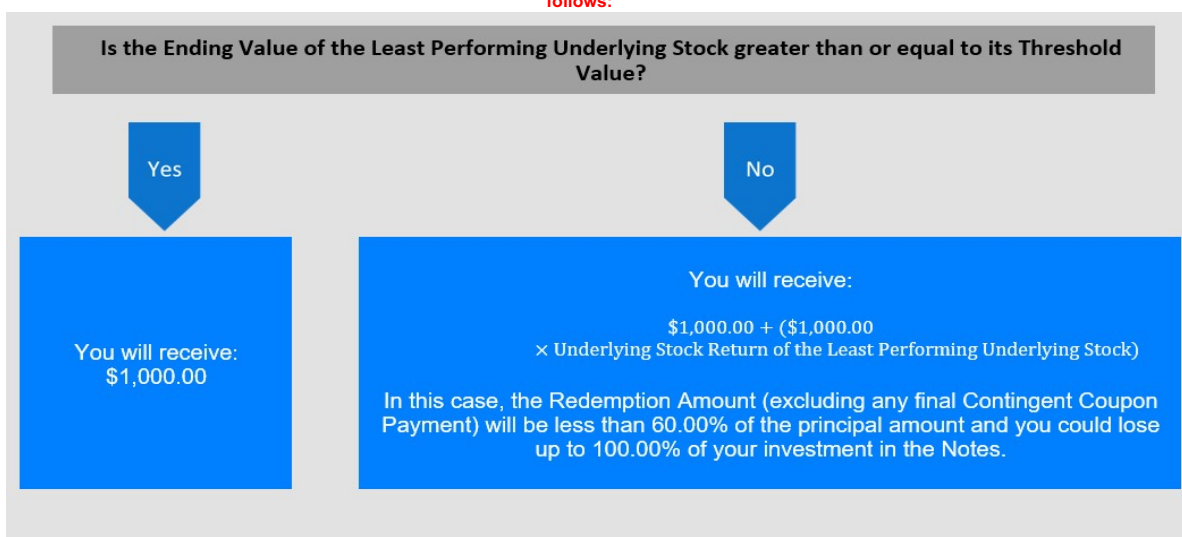 follows:
Is the Ending Value of the Least Performing Underlying Stock greater than or equal to its Threshold
Value?
Yes
No
You will receive:
$1,000.00
You will receive:
$1,000.00 + ($1,000.00
× Underlying Stock Return of the Least Performing Underlying Stock)
In this case, the Redemption Amount (excluding any final Contingent Coupon
Payment) will be less than 60.00% of the principal amount and you could lose
up to 100.00% of your investment in the Notes.